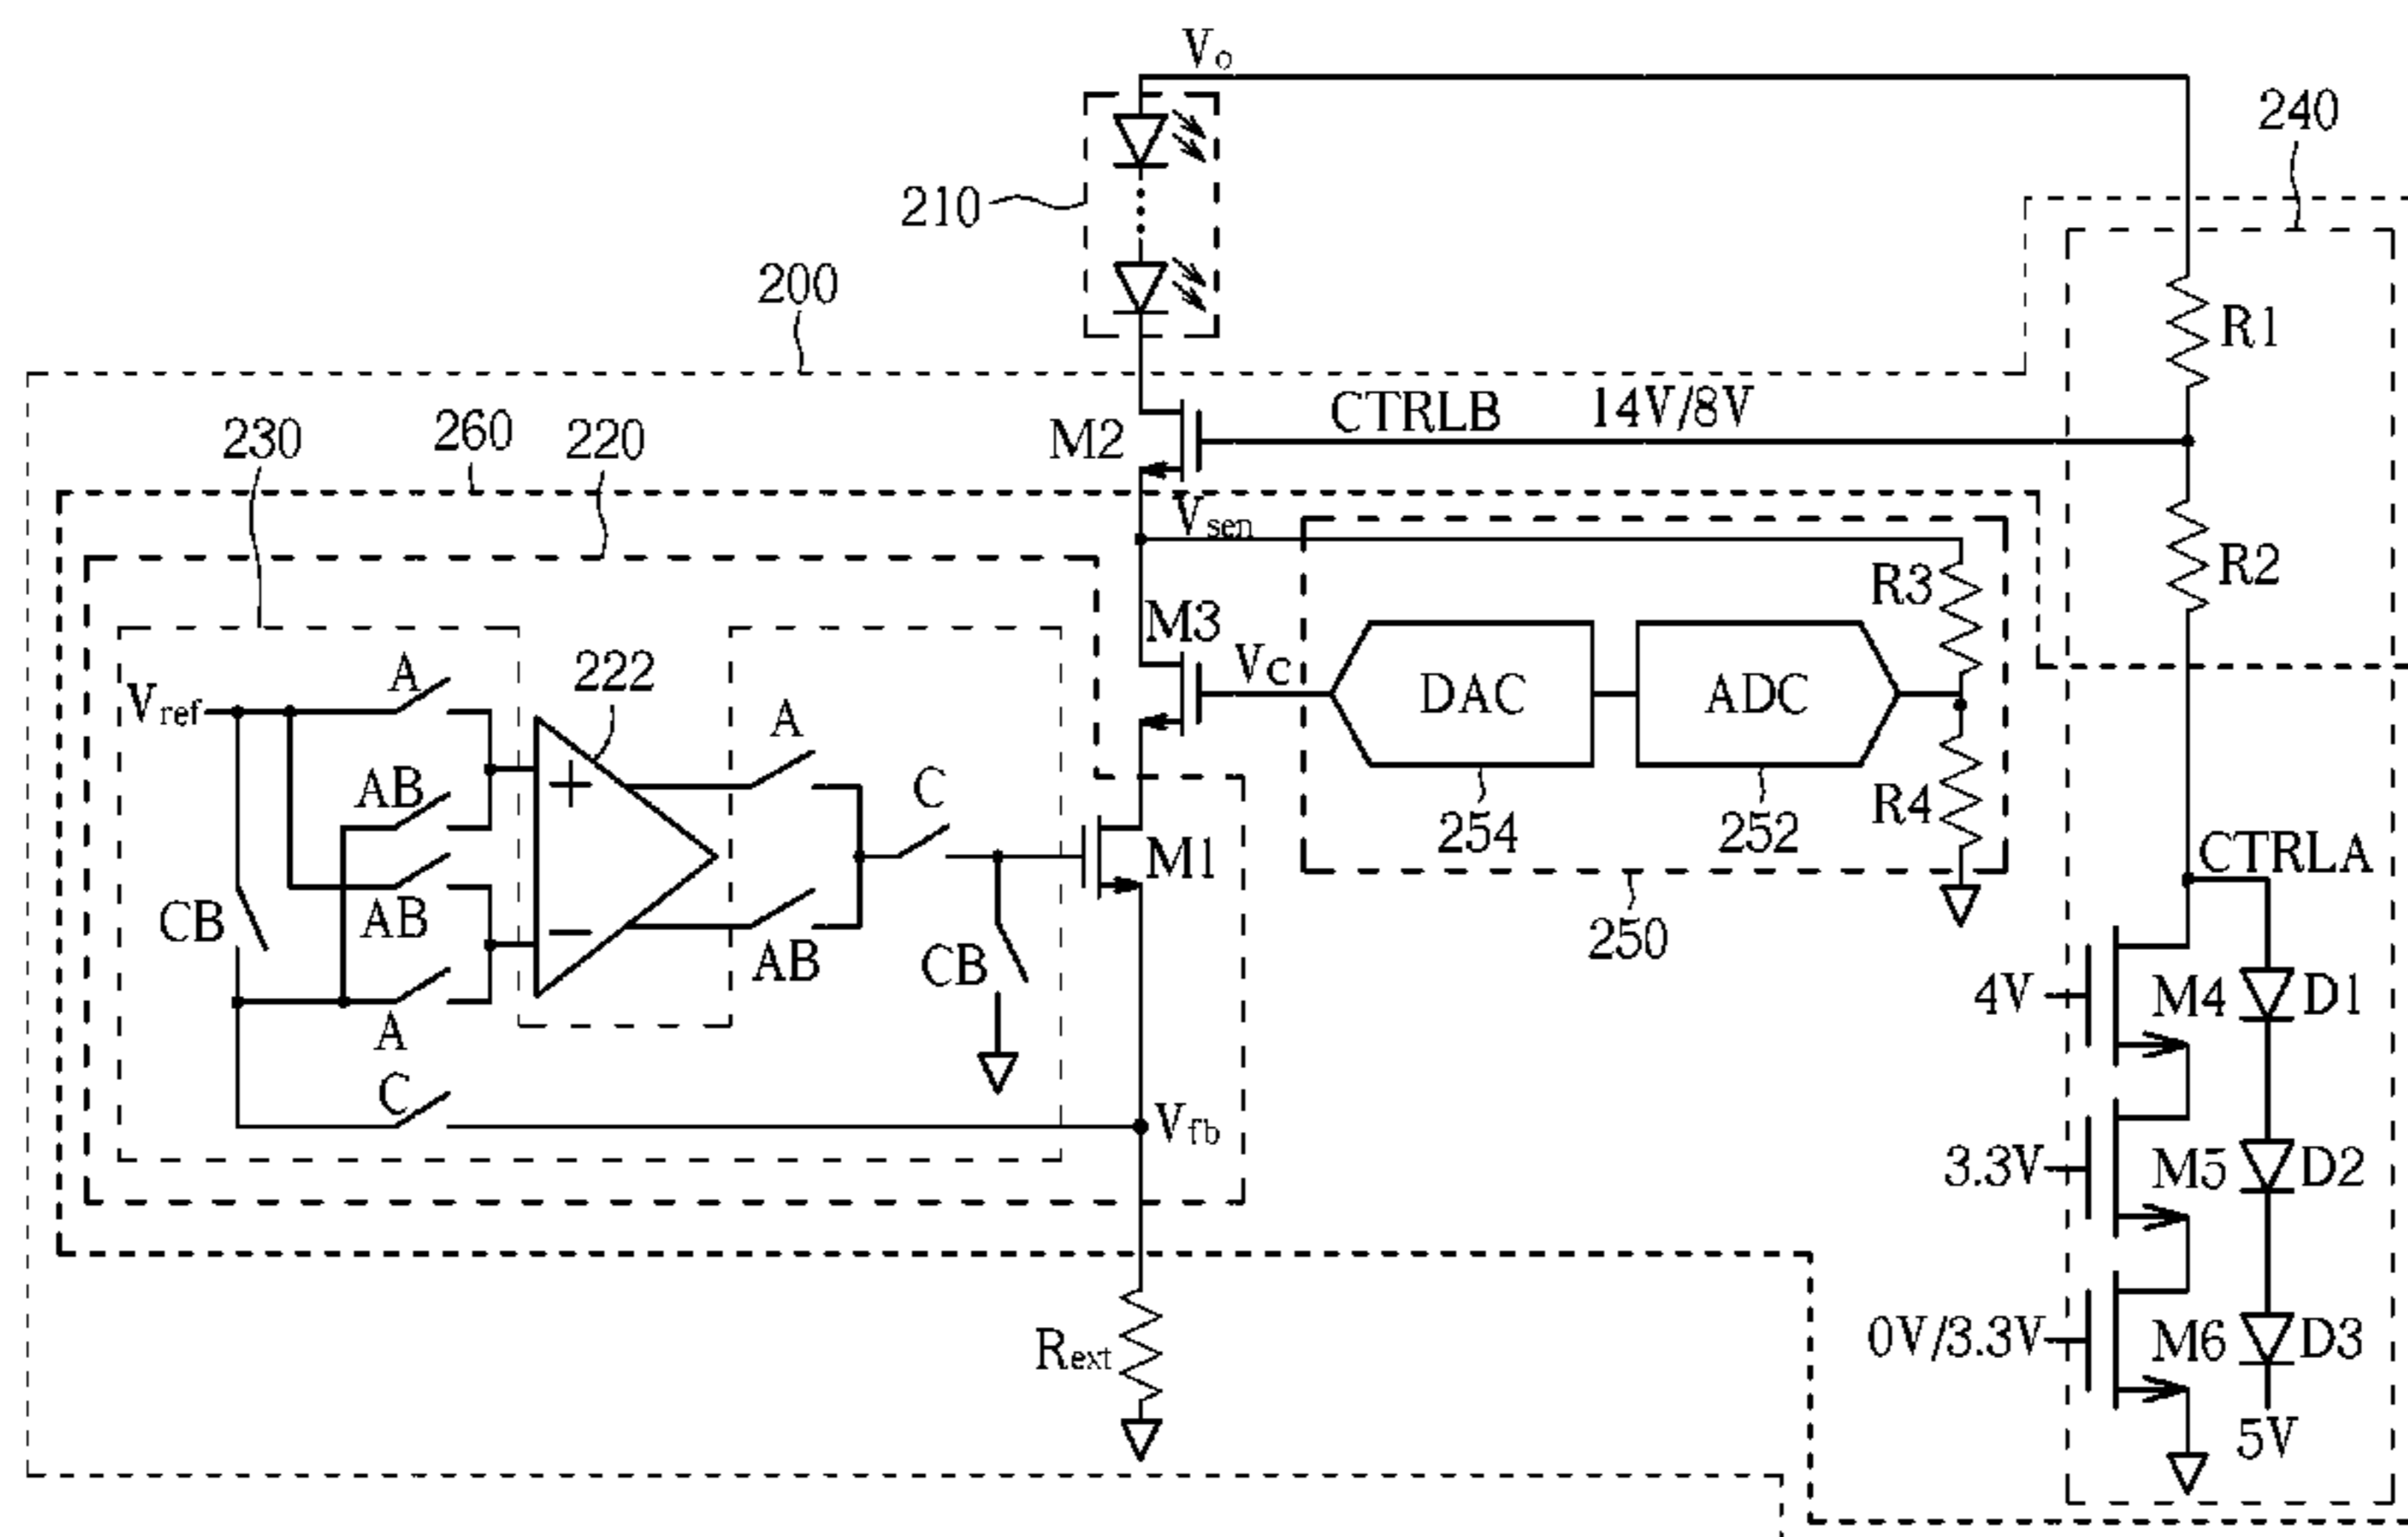 Vo
240
210
200
R1
CTRLB 14V/8V
M2
230
260
220
Vsen
R3
R2
M3
VC
DAC
ADC
A
222
Vref
A
AB
C
R4
254
252
M1
CTRLA
CB
AB
AB
CB
250
4V
M4
D1
A
C
Vfb
3.3V
M5
D2
Rext
0V/3.3V
M6
D3
5V